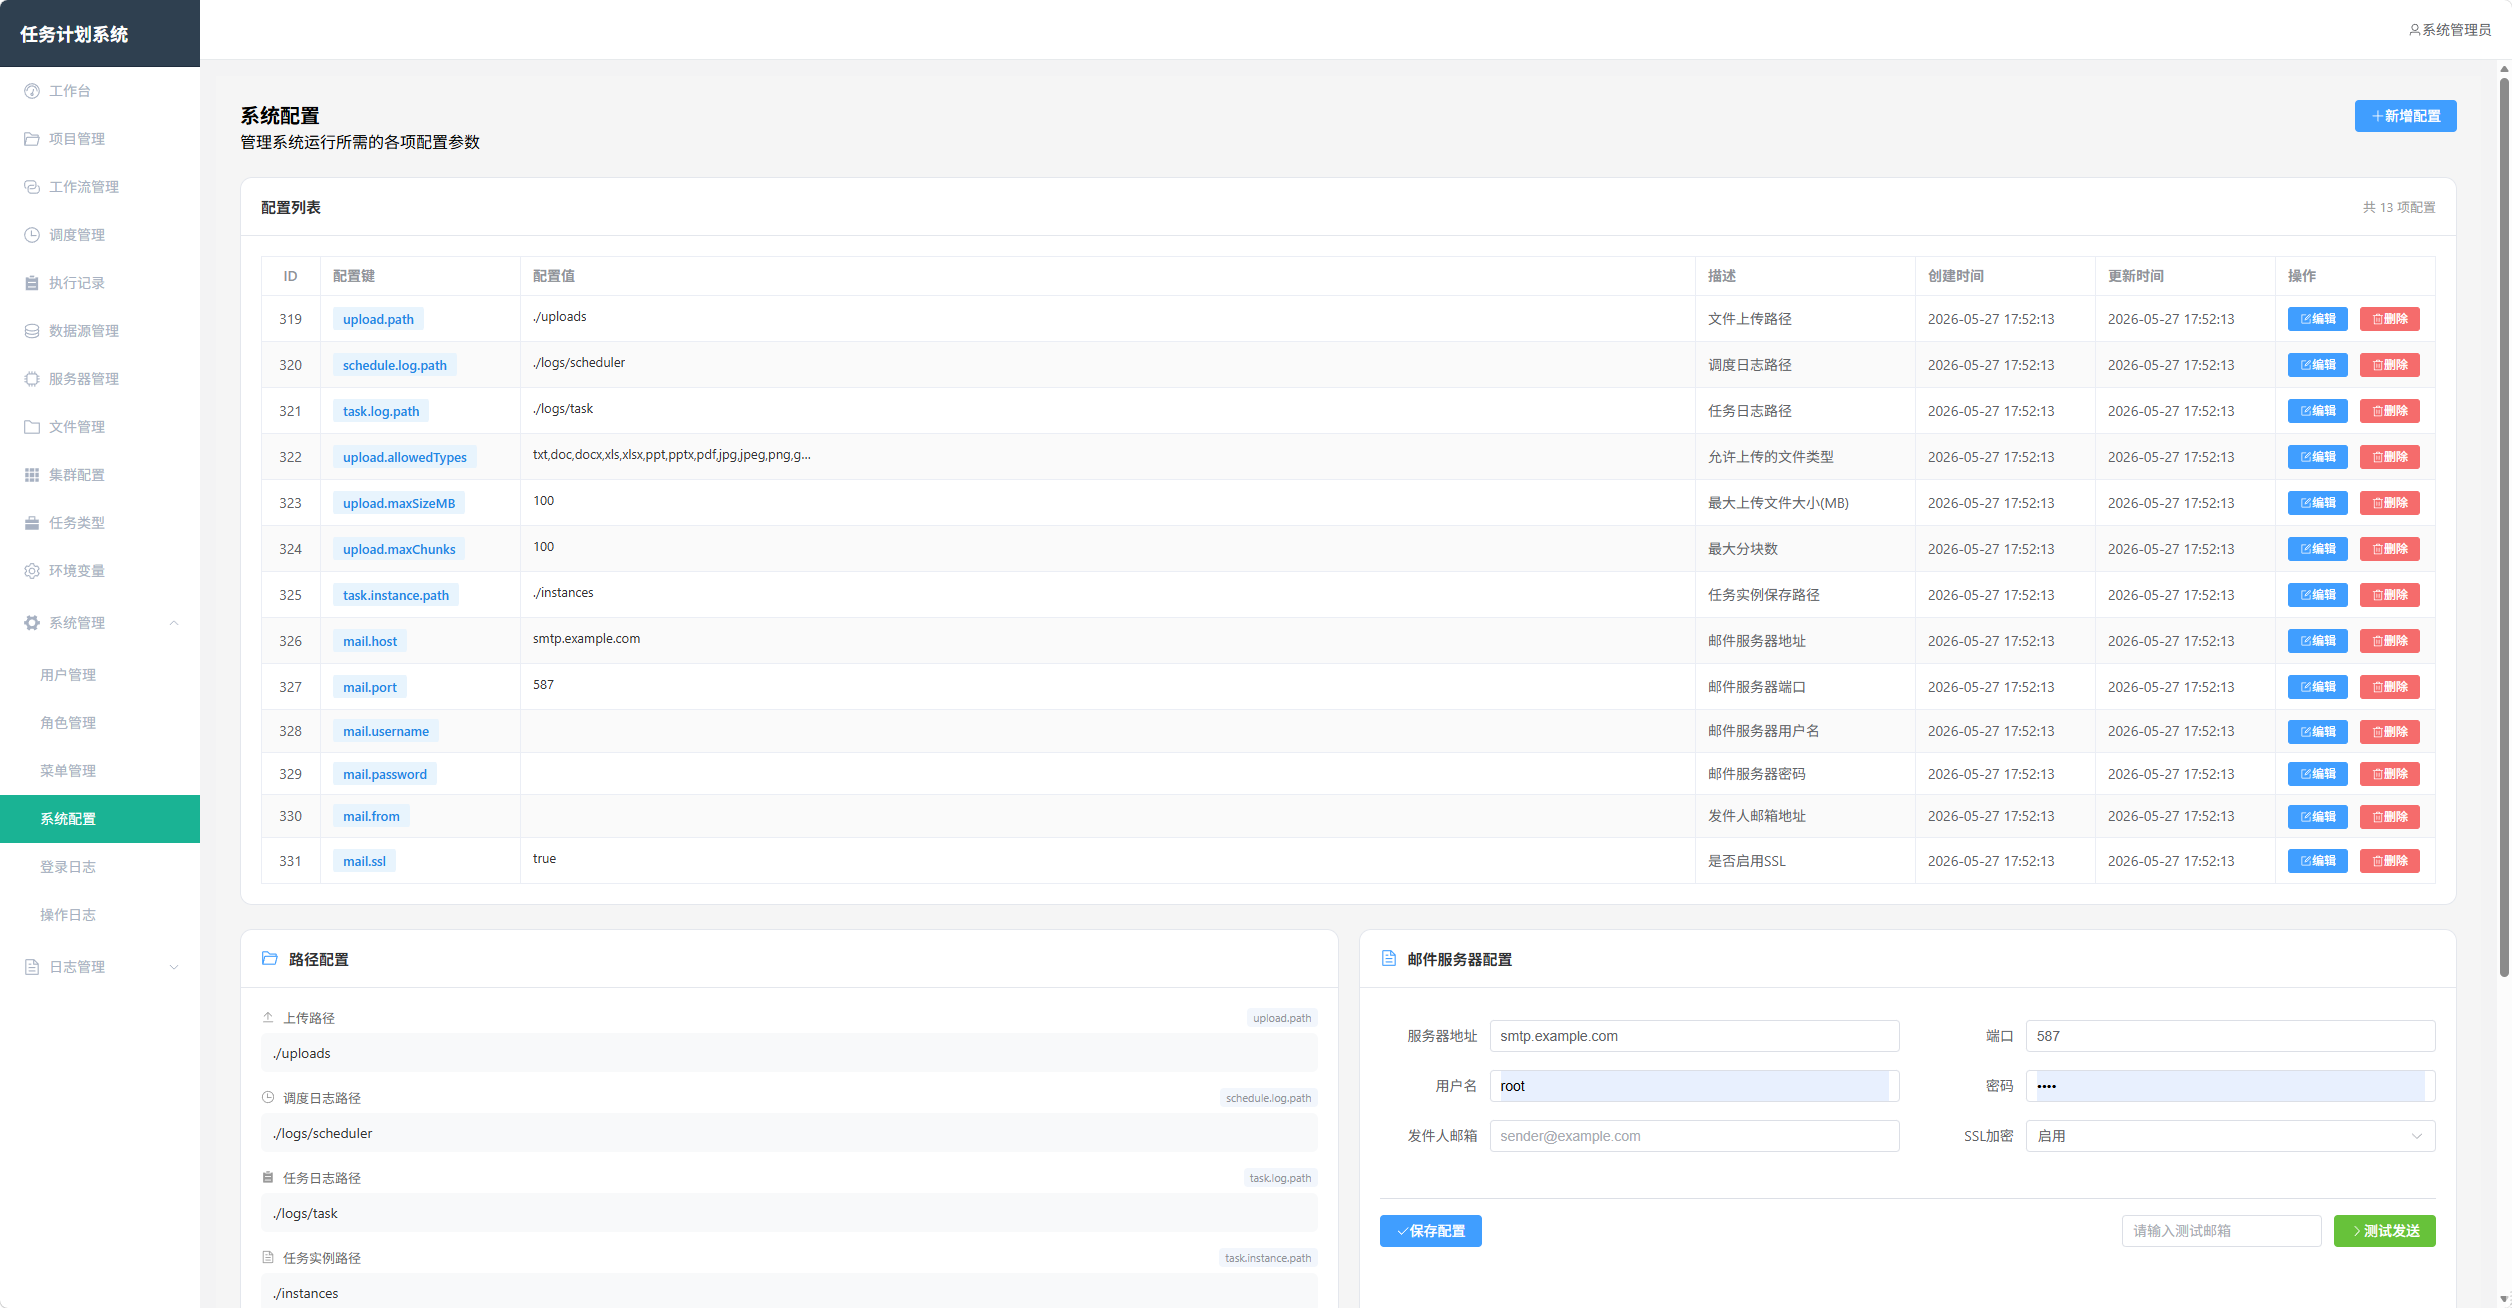 任务计划系统
系统管理员
工作台
项目管理
工作流管理
调度管理
执行记录
数据源管理
服务器管理
文件管理
集群配置
任务类型
环境变量
系统管理
用户管理
角色管理
菜单管理
系统配置
登录日志
操作日志
日志管理
系统配置
管理系统运行所需的各项配置参数
新增配置
配置列表 共 13 项配置
ID 配置键 配置值 描述 创建时间 更新时间 操作
319 upload.path ./uploads 文件上传路径 2026-05-27 17:52:13 2026-05-27 17:52:13 编辑 删除
320 schedule.log.path ./logs/scheduler 调度日志路径 2026-05-27 17:52:13 2026-05-27 17:52:13 编辑 删除
321 task.log.path ./logs/task 任务日志路径 2026-05-27 17:52:13 2026-05-27 17:52:13 编辑 删除
322 upload.allowedTypes txt,doc,docx,xls,xlsx,ppt,pptx,pdf,jpg,jpeg,png,g... 允许上传的文件类型 2026-05-27 17:52:13 2026-05-27 17:52:13 编辑 删除
323 upload.maxSizeMB 100 最大上传文件大小(MB) 2026-05-27 17:52:13 2026-05-27 17:52:13 编辑 删除
324 upload.maxChunks 100 最大分块数 2026-05-27 17:52:13 2026-05-27 17:52:13 编辑 删除
325 task.instance.path ./instances 任务实例保存路径 2026-05-27 17:52:13 2026-05-27 17:52:13 编辑 删除
326 mail.host smtp.example.com 邮件服务器地址 2026-05-27 17:52:13 2026-05-27 17:52:13 编辑 删除
327 mail.port 587 邮件服务器端口 2026-05-27 17:52:13 2026-05-27 17:52:13 编辑 删除
328 mail.username 邮件服务器用户名 2026-05-27 17:52:13 2026-05-27 17:52:13 编辑 删除
329 mail.password 邮件服务器密码 2026-05-27 17:52:13 2026-05-27 17:52:13 编辑 删除
330 mail.from 发件人邮箱地址 2026-05-27 17:52:13 2026-05-27 17:52:13 编辑 删除
331 mail.ssl true 是否启用SSL 2026-05-27 17:52:13 2026-05-27 17:52:13 编辑 删除
路径配置
上传路径 upload.path
./uploads
调度日志路径 schedule.log.path
./logs/scheduler
任务日志路径 task.log.path
./logs/task
任务实例路径 task.instance.path
./instances
邮件服务器配置
服务器地址 smtp.example.com 端口 587
用户名 root 密码 ••••
发件人邮箱 sender@example.com SSL加密 启用
保存配置 请输入测试邮箱 测试发送